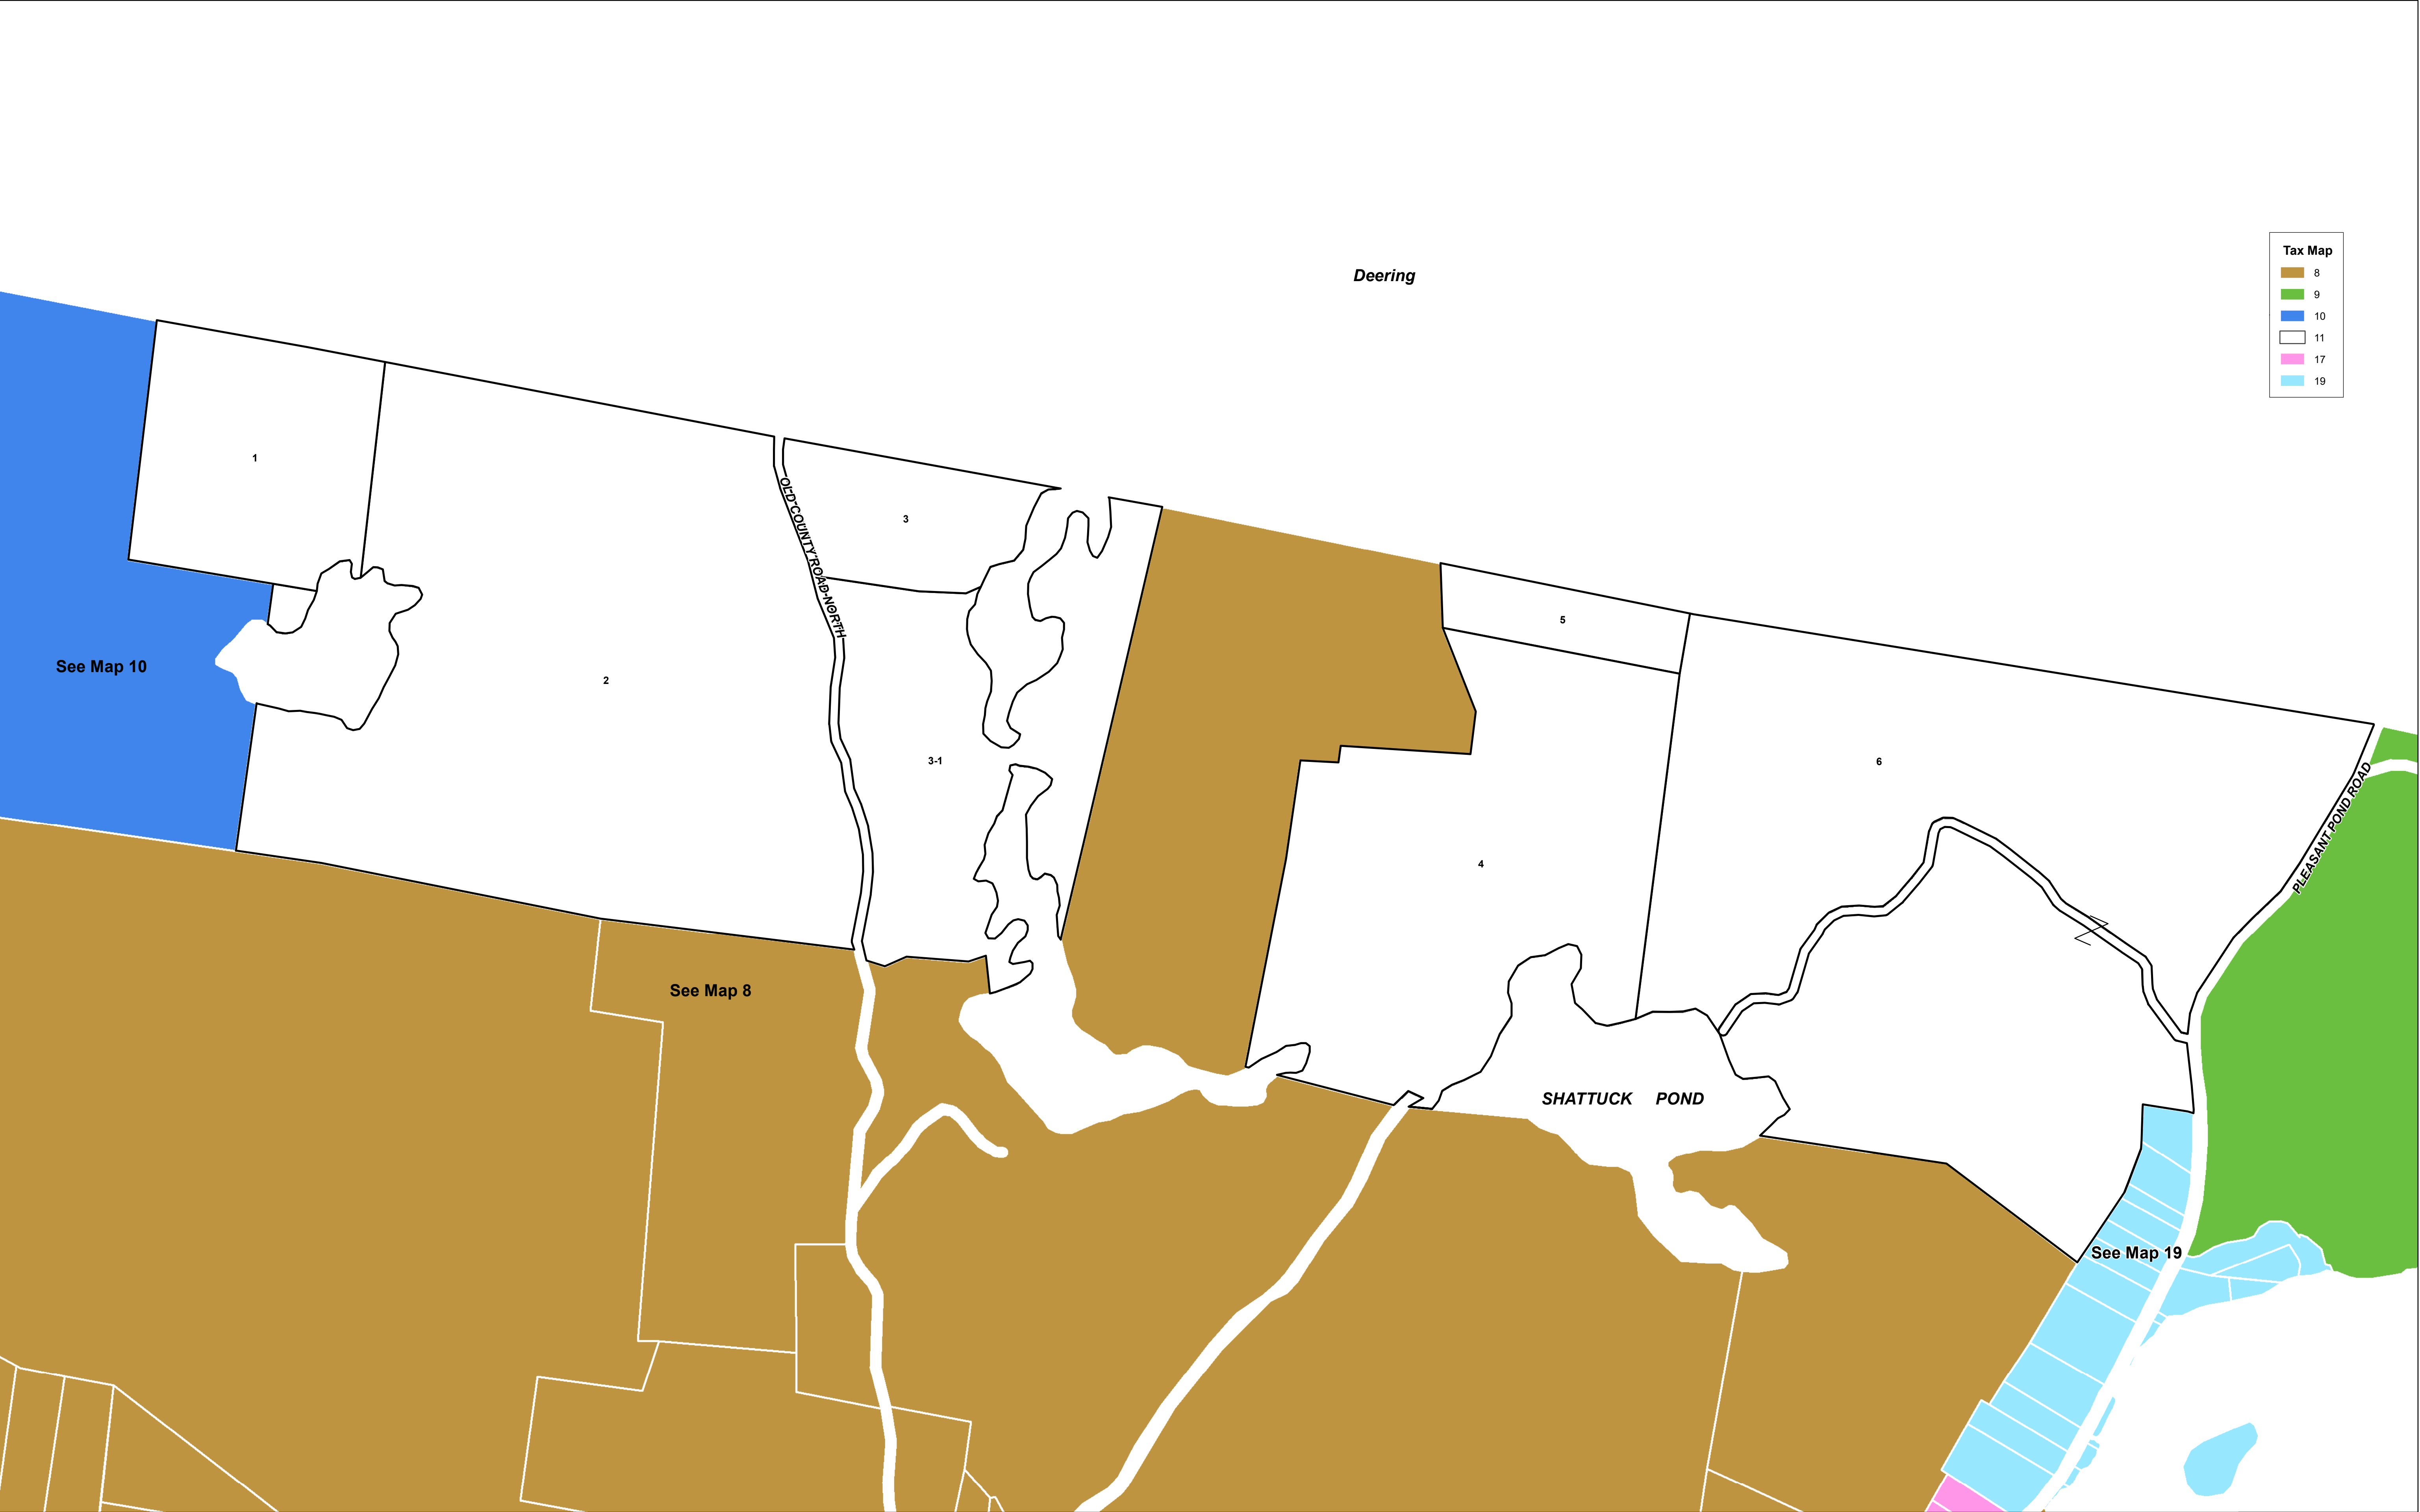 Deering
Tax Map
8
9
10
11
17
19
1
OLD COUNTY ROAD NORTH
3
5
See Map 10
2
3-1
6
PLEASANT POND ROAD
4
See Map 8
SHATTUCK POND
See Map 19